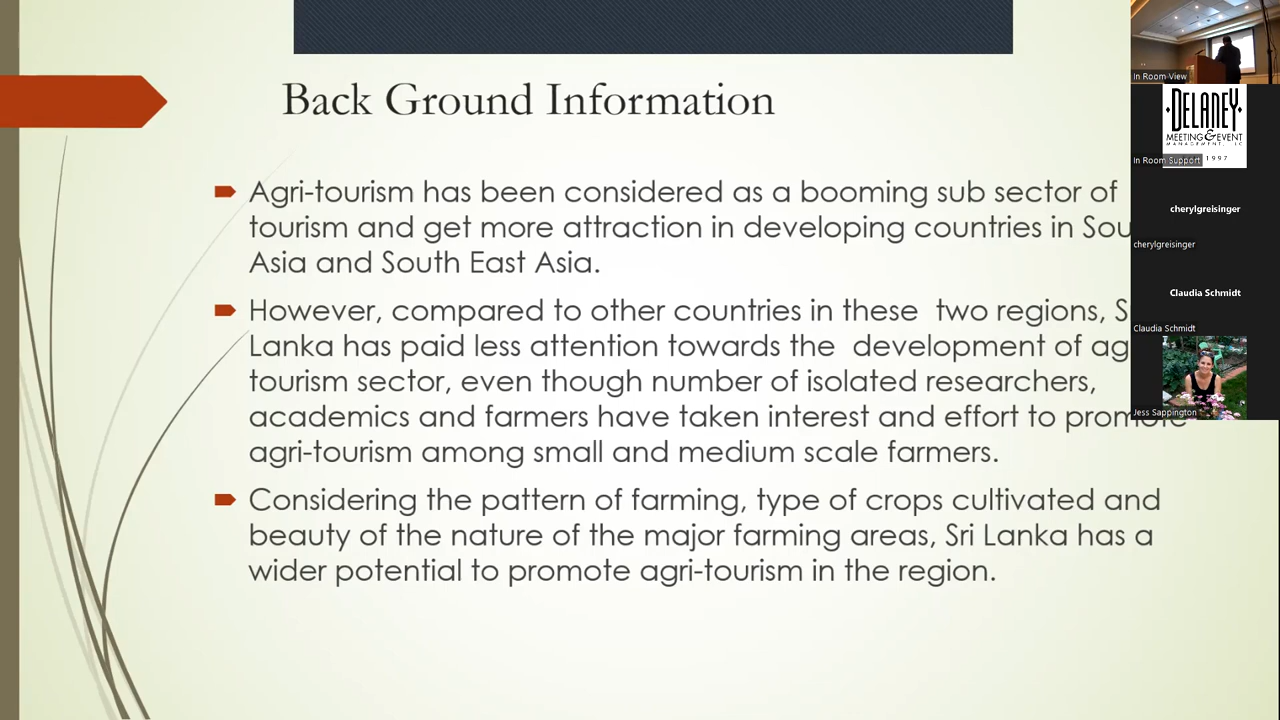 Back Ground Information
Agri-tourism has been considered as a booming sub sector of
tourism and get more attraction in developing countries in Sou
Asia and South East Asia.
However, compared to other countries in these two regions, S
Lanka has paid less attention towards the development of ag
tourism sector, even though number of isolated researchers,
academics and farmers have taken interest and effort to promote
agri-tourism among small and medium scale farmers.
Considering the pattern of farming, type of crops cultivated and
beauty of the nature of the major farming areas, Sri Lanka has a
wider potential to promote agri-tourism in the region.
In Room View
DELANEY
MEETING & EVENT
MANAGEMENT, LLC
1997
In Room Support
cherylgreisinger
cherylgreisinger
Claudia Schmidt
Claudia Schmidt
Jess Sappington